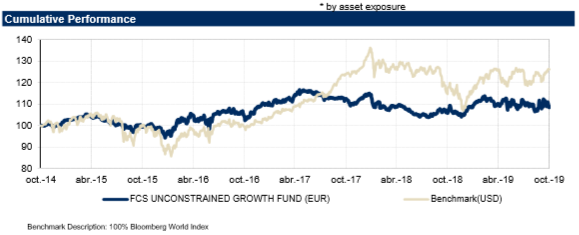 * by asset exposure
Cumulative Performance
140
130
120
110
100
90
80
oct.-14 abr.-15 oct.-15 abr.-16 oct.-16 abr.-17 oct.-17 abr.-18 oct.-18 abr.-19 oct.-19
FCS UNCONSTRAINED GROWTH FUND (EUR) Benchmark(USD)
Benchmark Description: 100% Bloomberg World Index